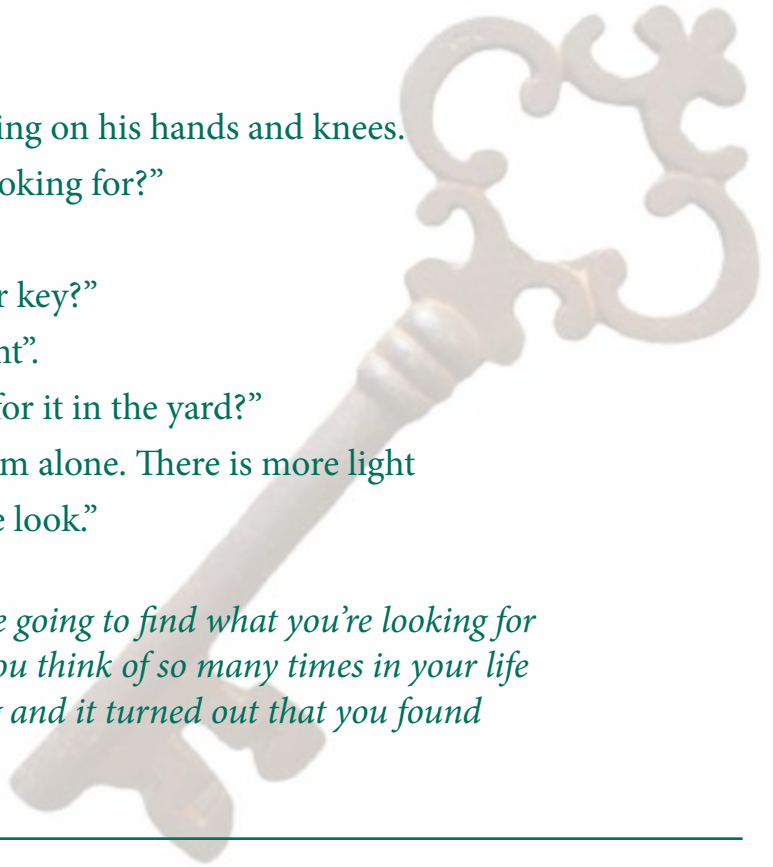 ing on his hands and knees.
oking for?”
r key?”
nt”.
for it in the yard?”
m alone. There is more light
e look.”
e going to find what you’re looking for
ou think of so many times in your life
and it turned out that you found